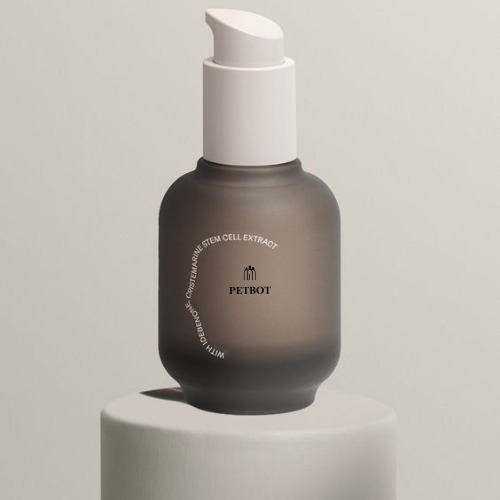 WITH IDEBENONE, CRISTEMARINE STEM CELL EXTRACT
PETBOT